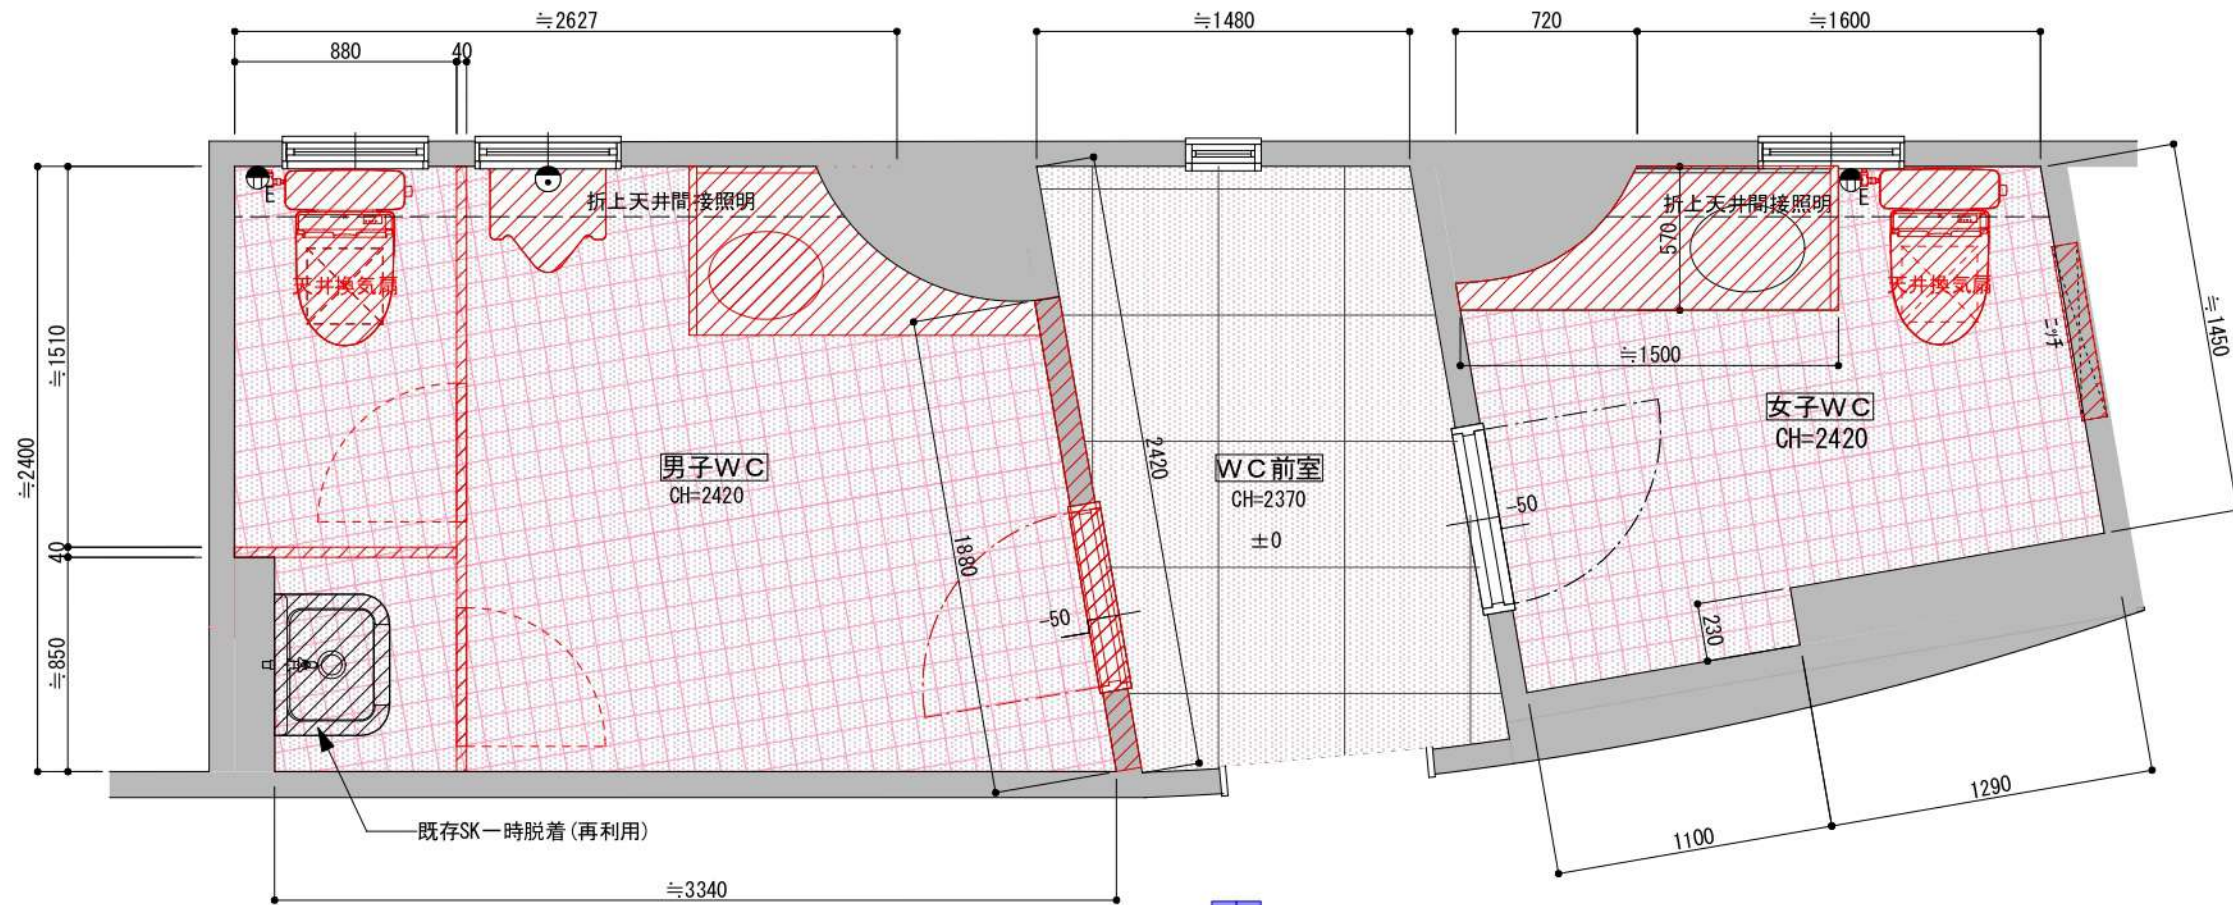 ≒2627
≒1480
720
≒1600
880
40
E
折上天井間接照明
折上天井間接照明
E
570
天井換気扇
天井換気扇
ニッチ
≒1450
≒1510
≒2400
40
≒850
≒1500
男子WC
CH=2420
2420
WC前室
CH=2370
±0
女子WC
CH=2420
-50
1880
-50
230
既存SK一時脱着(再利用)
1100
1290
≒3340